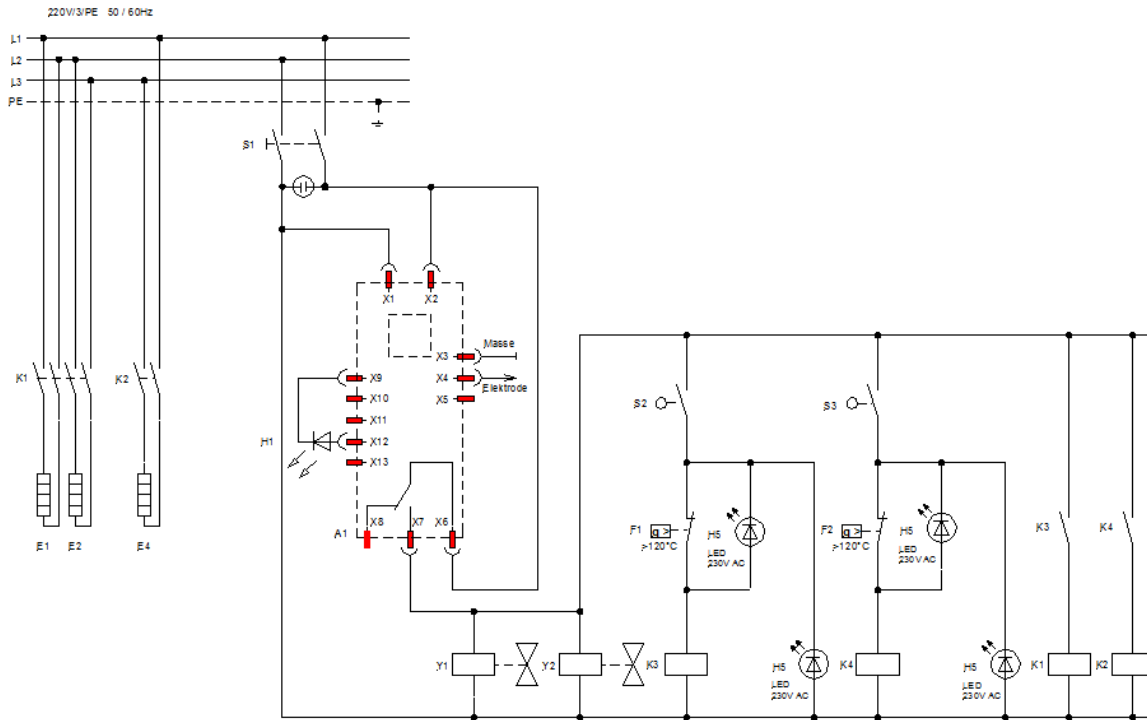 220V/3/PE 50 / 60Hz
L1
L2
L3
PE
S1
X1
X2
K1
K2
X3
Masse
X9
X4
Elektrode
X10
X5
X11
H1
X12
X13
S2
S3
X8
X7
X6
A1
F1
>120°C
H5
LED
230V AC
F2
>120°C
H5
LED
230V AC
K3
K4
E1
E2
E4
Y1
Y2
K3
H5
LED
230V AC
K4
H5
LED
230V AC
K1
K2